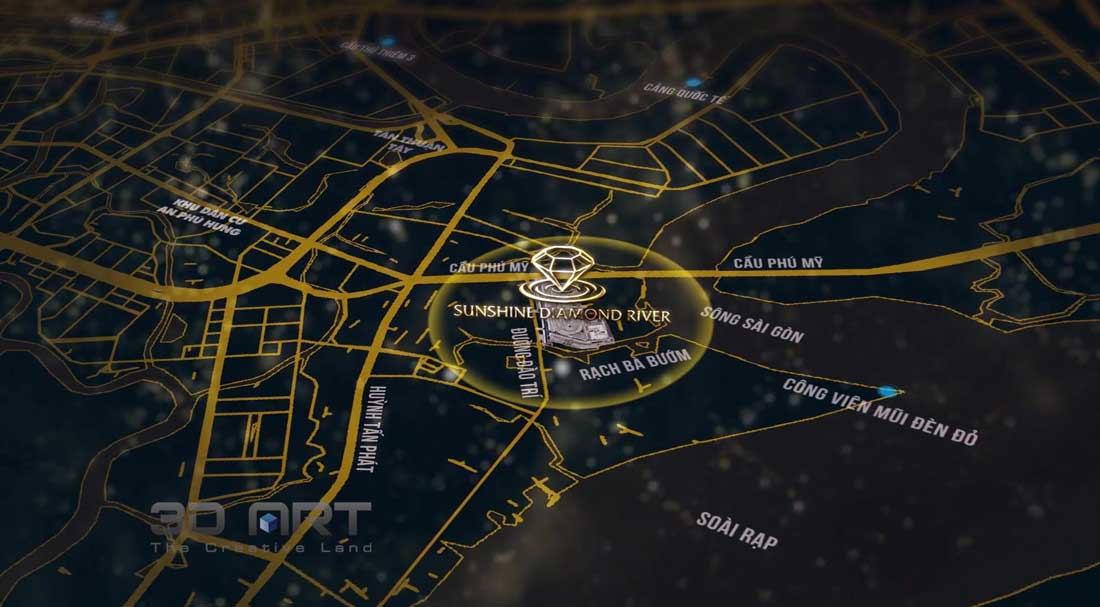 CẦU THỦ THIÊM 3
CẢNG QUỐC TẾ
TÂN THUẬN
TÂY
KHU DÂN CƯ
AN PHÚ HƯNG
CẦU PHÚ MỸ
CẦU PHÚ MỸ
SUNSHINE DIAMOND RIVER
SÔNG SÀI GÒN
ĐƯỜNG ĐÀO TRÍ
RẠCH BÀ BƯỚM
HUỲNH TẤN PHÁT
CÔNG VIÊN MŨI ĐÈN ĐỎ
SOÀI RẠP
3D ART
The Creative Land